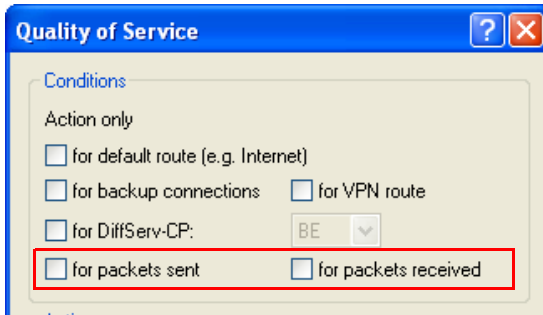 Quality of Service
Conditions
Action only
for default route (e.g. Internet)
for backup connections for VPN route
for DiffServ-CP: BE
for packets sent for packets received